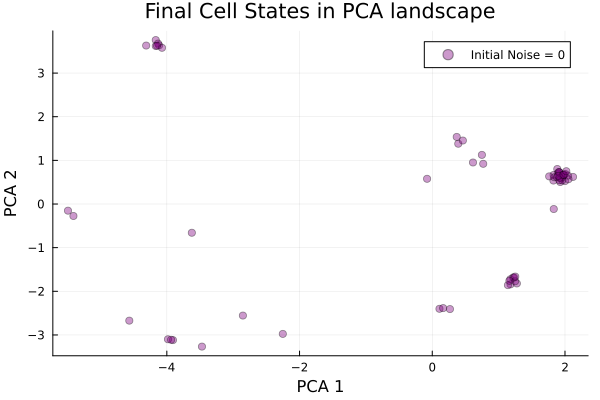 Final Cell States in PCA landscape
Initial Noise = 0
3
2
1
0
−1
−2
−3
PCA 2
−4
−2
0
2
PCA 1